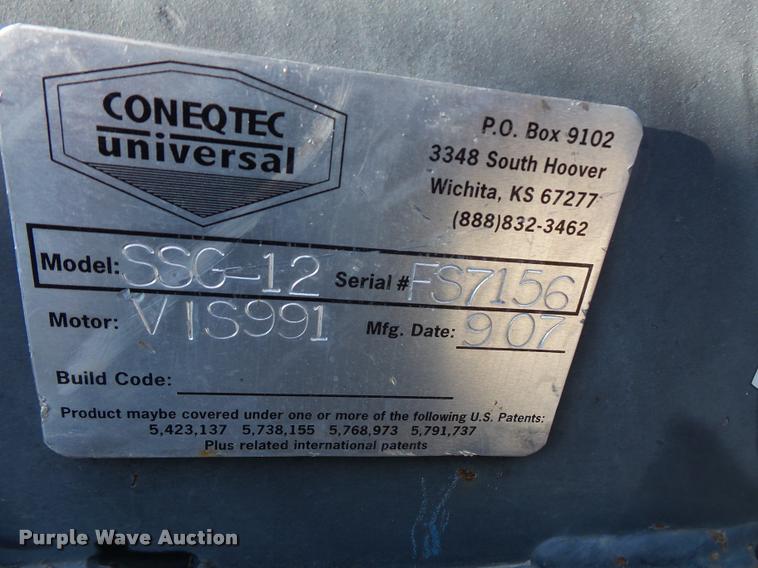 CONEQTEC
universal
P.O. Box 9102
3348 South Hoover
Wichita, KS 67277
(888)832-3462
Model: SSG-12 Serial # FS7156
Motor: VIS991 Mfg. Date: 9 07
Build Code:
Product maybe covered under one or more of the following U.S. Patents:
5,423,137 5,738,155 5,768,973 5,791,737
Plus related international patents
Purple Wave Auction